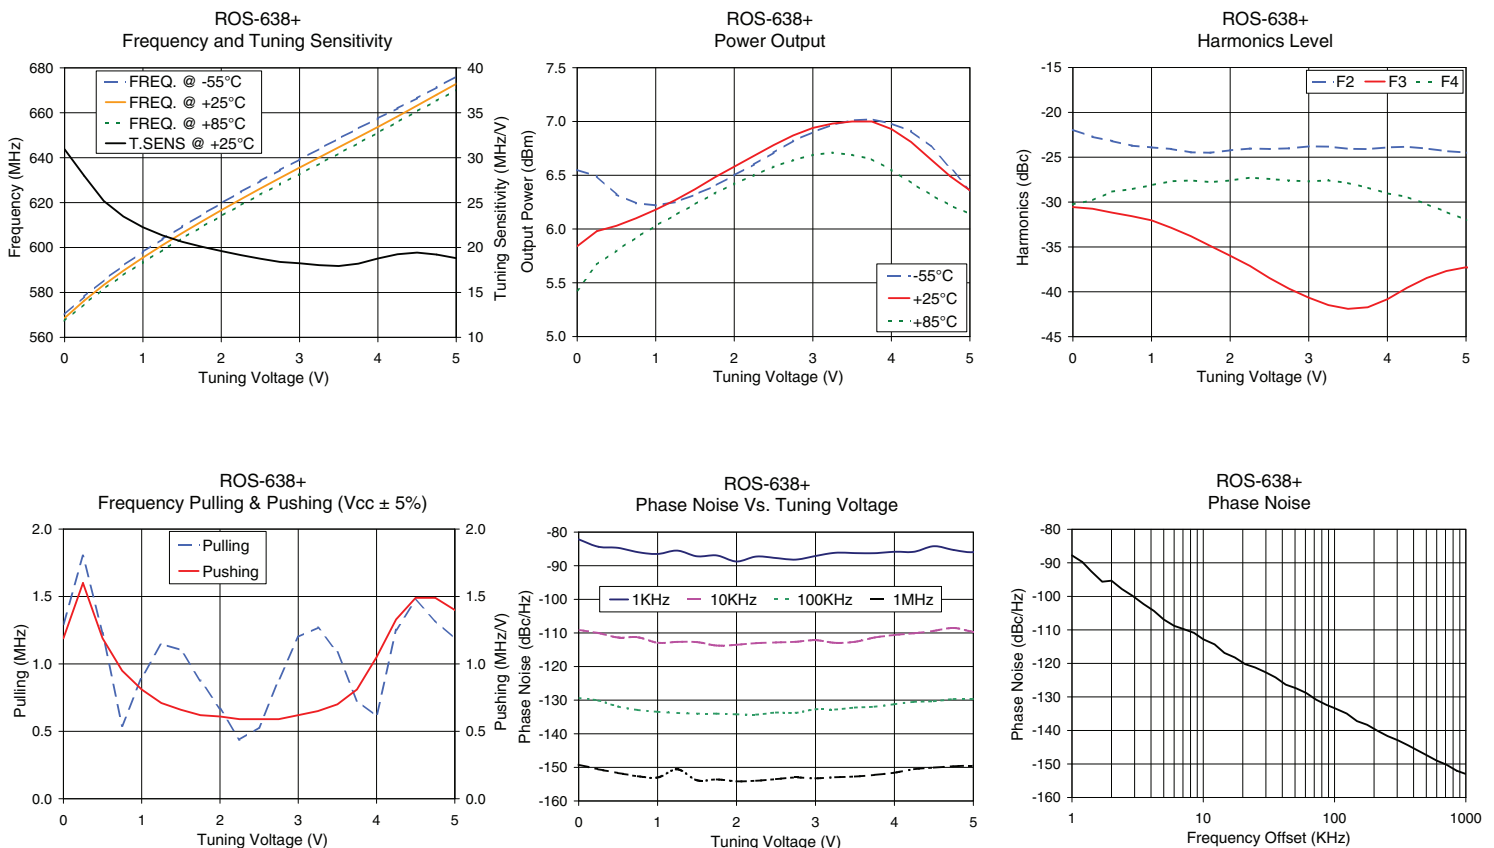 ROS-638+
Frequency and Tuning Sensitivity
680
660
640
620
600
580
560
Frequency (MHz)
FREQ. @ -55°C
FREQ. @ +25°C
FREQ. @ +85°C
T.SENS @ +25°C
40
35
30
25
20
15
10
Tuning Sensitivity (MHz/V)
0 1 2 3 4 5
Tuning Voltage (V)
ROS-638+
Power Output
7.5
7.0
6.5
6.0
5.5
5.0
Output Power (dBm)
-55°C
+25°C
+85°C
0 1 2 3 4 5
Tuning Voltage (V)
ROS-638+
Harmonics Level
-15
-20
-25
-30
-35
-40
-45
Harmonics (dBc)
F2 F3 F4
0 1 2 3 4 5
Tuning Voltage (V)
ROS-638+
Frequency Pulling & Pushing (Vcc ± 5%)
2.0
1.5
1.0
0.5
0.0
Pulling (MHz)
Pulling
Pushing
2.0
1.5
1.0
0.5
0.0
Pushing (MHz/V)
0 1 2 3 4 5
Tuning Voltage (V)
ROS-638+
Phase Noise Vs. Tuning Voltage
-80
-90
-100
-110
-120
-130
-140
-150
-160
Phase Noise (dBc/Hz)
1KHz 10KHz 100KHz 1MHz
0 1 2 3 4 5
Tuning Voltage (V)
ROS-638+
Phase Noise
-80
-90
-100
-110
-120
-130
-140
-150
-160
Phase Noise (dBc/Hz)
1 10 100 1000
Frequency Offset (KHz)